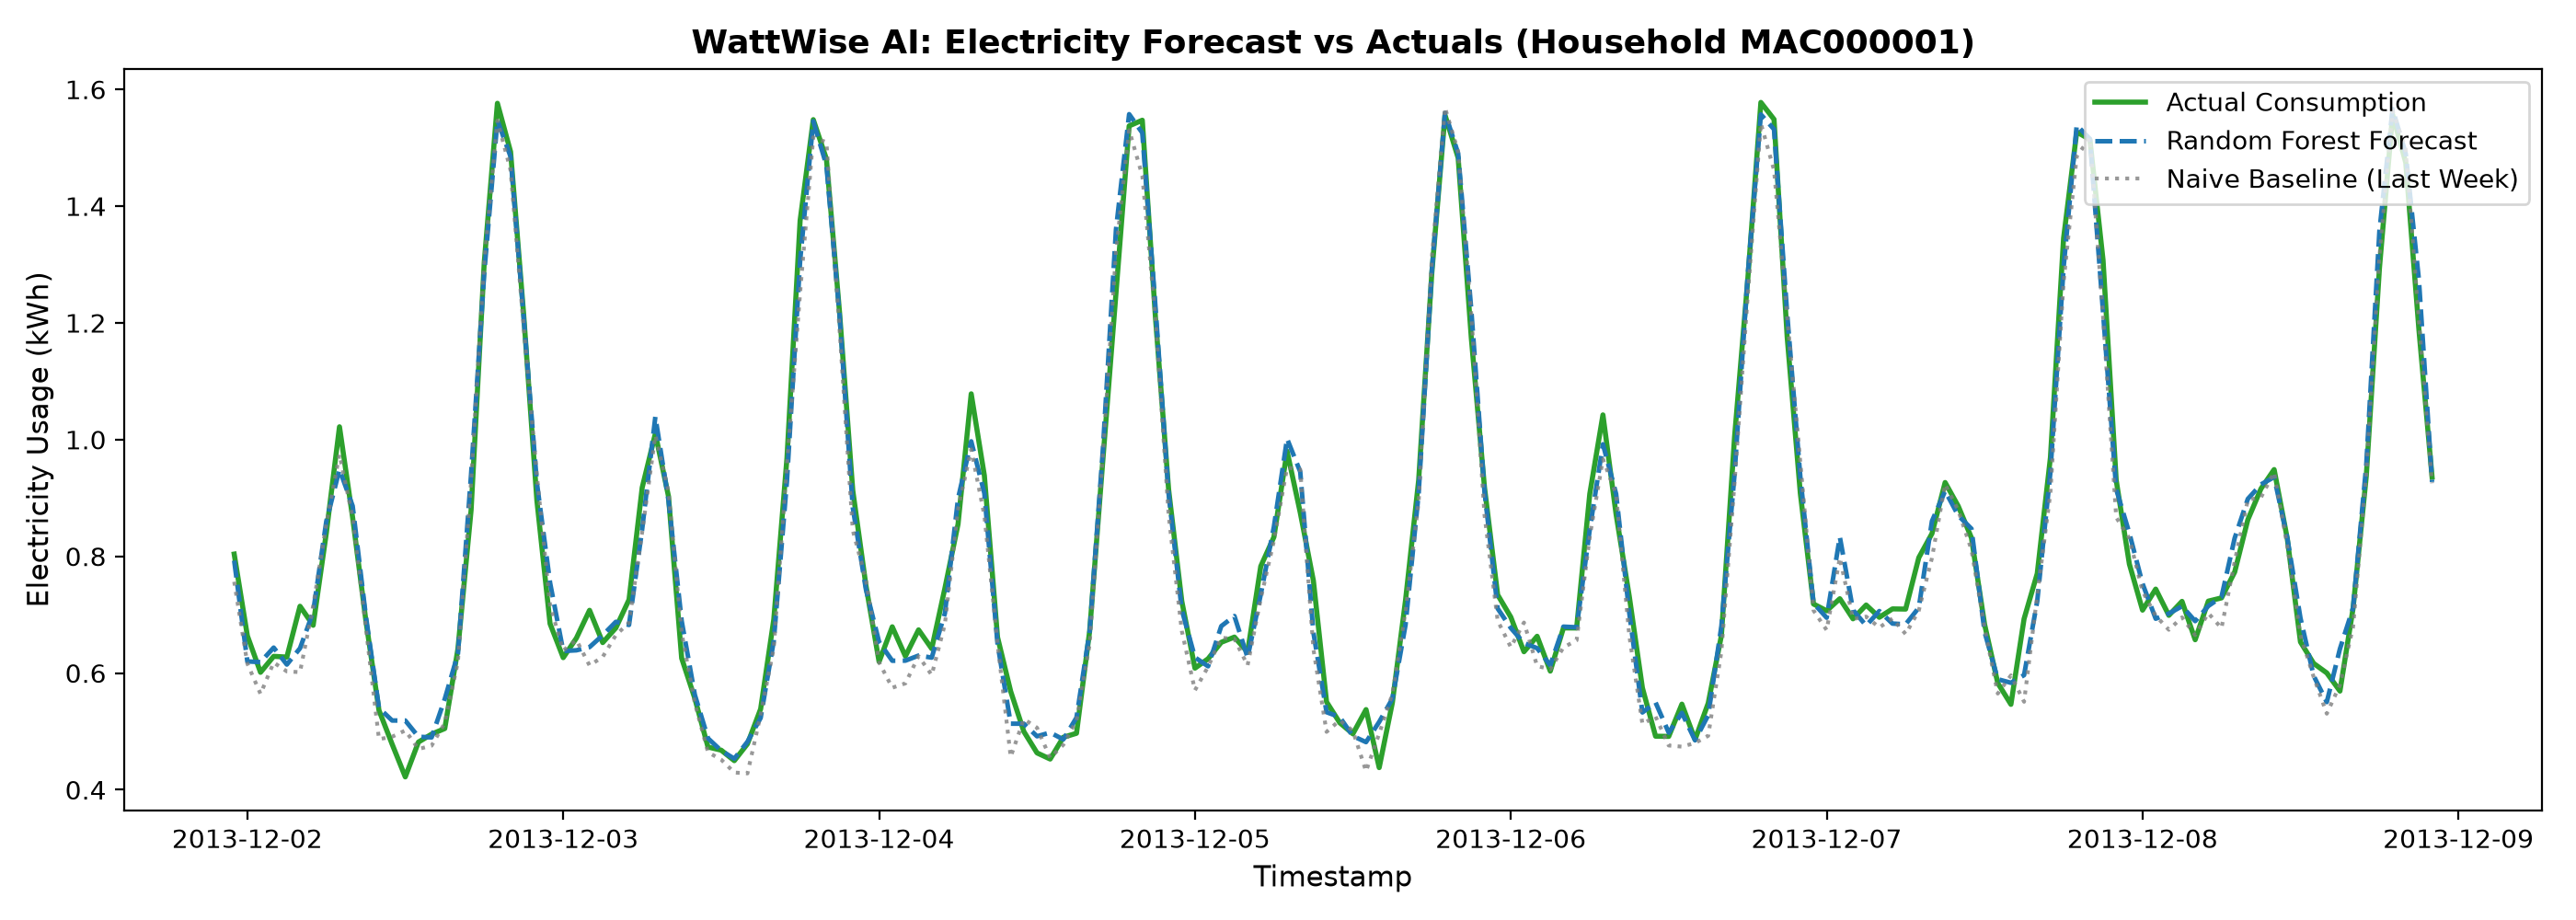 WattWise AI: Electricity Forecast vs Actuals (Household MAC000001)
Electricity Usage (kWh)
1.6
1.4
1.2
1.0
0.8
0.6
0.4
Actual Consumption
Random Forest Forecast
Naive Baseline (Last Week)
2013-12-02 2013-12-03 2013-12-04 2013-12-05 2013-12-06 2013-12-07 2013-12-08 2013-12-09
Timestamp